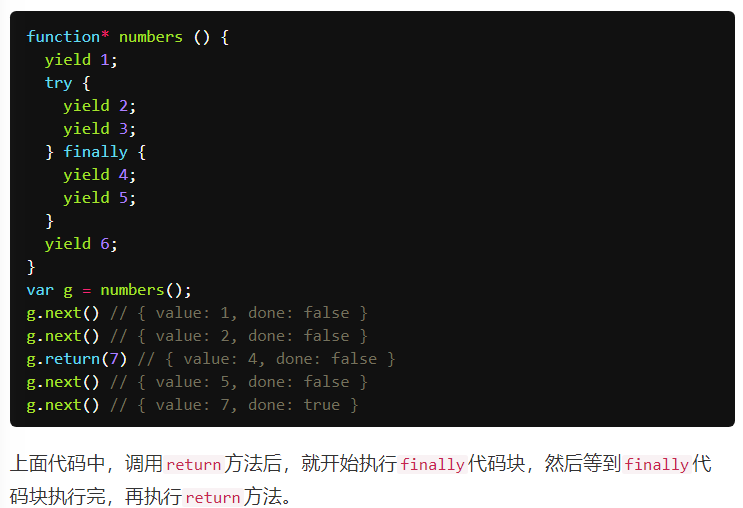 function* numbers () {
  yield 1;
  try {
    yield 2;
    yield 3;
  } finally {
    yield 4;
    yield 5;
  }
  yield 6;
}
var g = numbers();
g.next() // { value: 1, done: false }
g.next() // { value: 2, done: false }
g.return(7) // { value: 4, done: false }
g.next() // { value: 5, done: false }
g.next() // { value: 7, done: true }
上面代码中，调用return方法后，就开始执行finally代码块，然后等到finally代
码块执行完，再执行return方法。